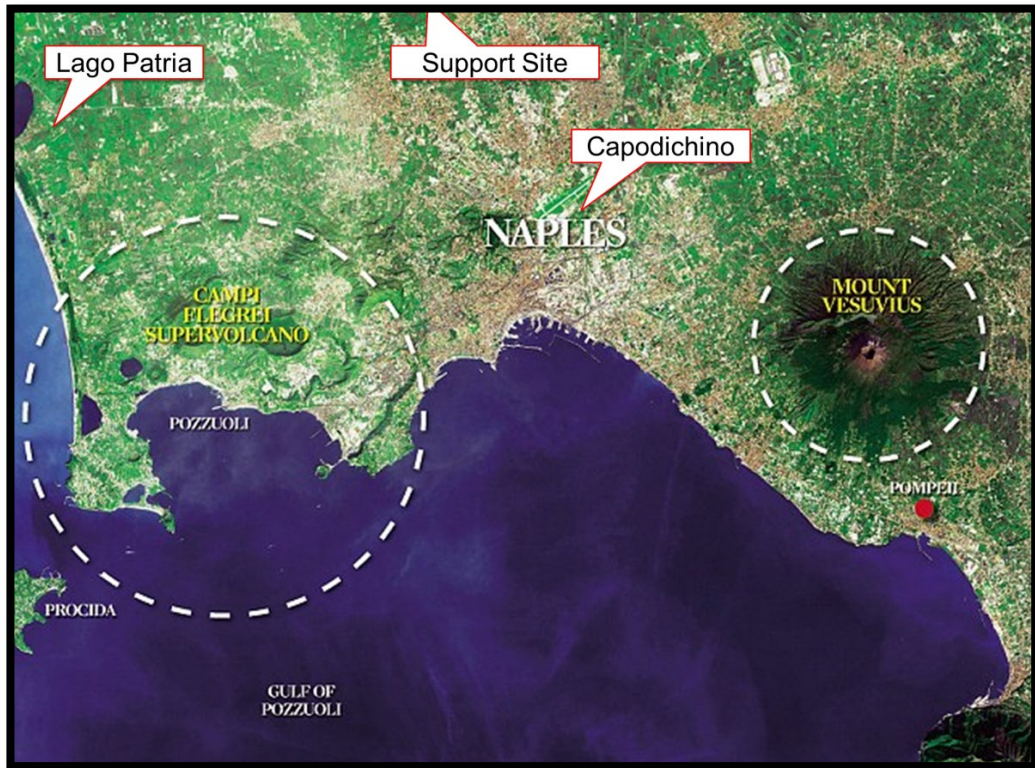 Lago Patria
Support Site
Capodichino
NAPLES
CAMPI
FLEGREI
SUPERVOLCANO
MOUNT
VESUVIUS
POZZUOLI
POMPEII
PROCIDA
GULF OF
POZZUOLI